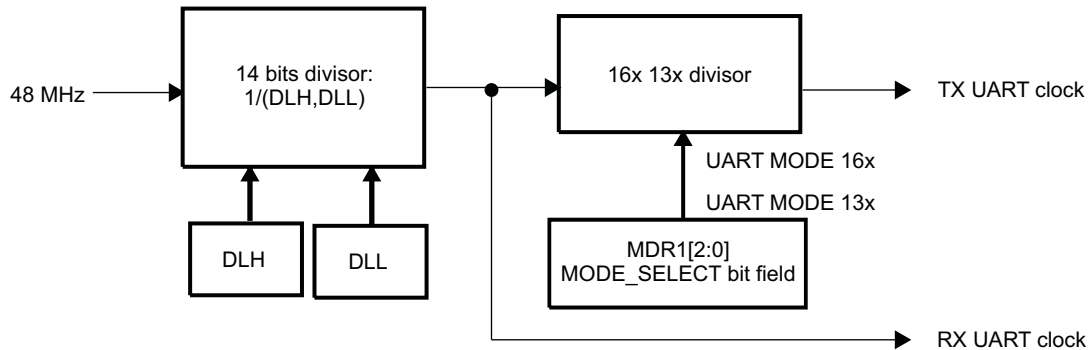 14 bits divisor:
1/(DLH,DLL)
16x 13x divisor
48 MHz
TX UART clock
UART MODE 16x
UART MODE 13x
DLH
DLL
MDR1[2:0]
MODE_SELECT bit field
RX UART clock